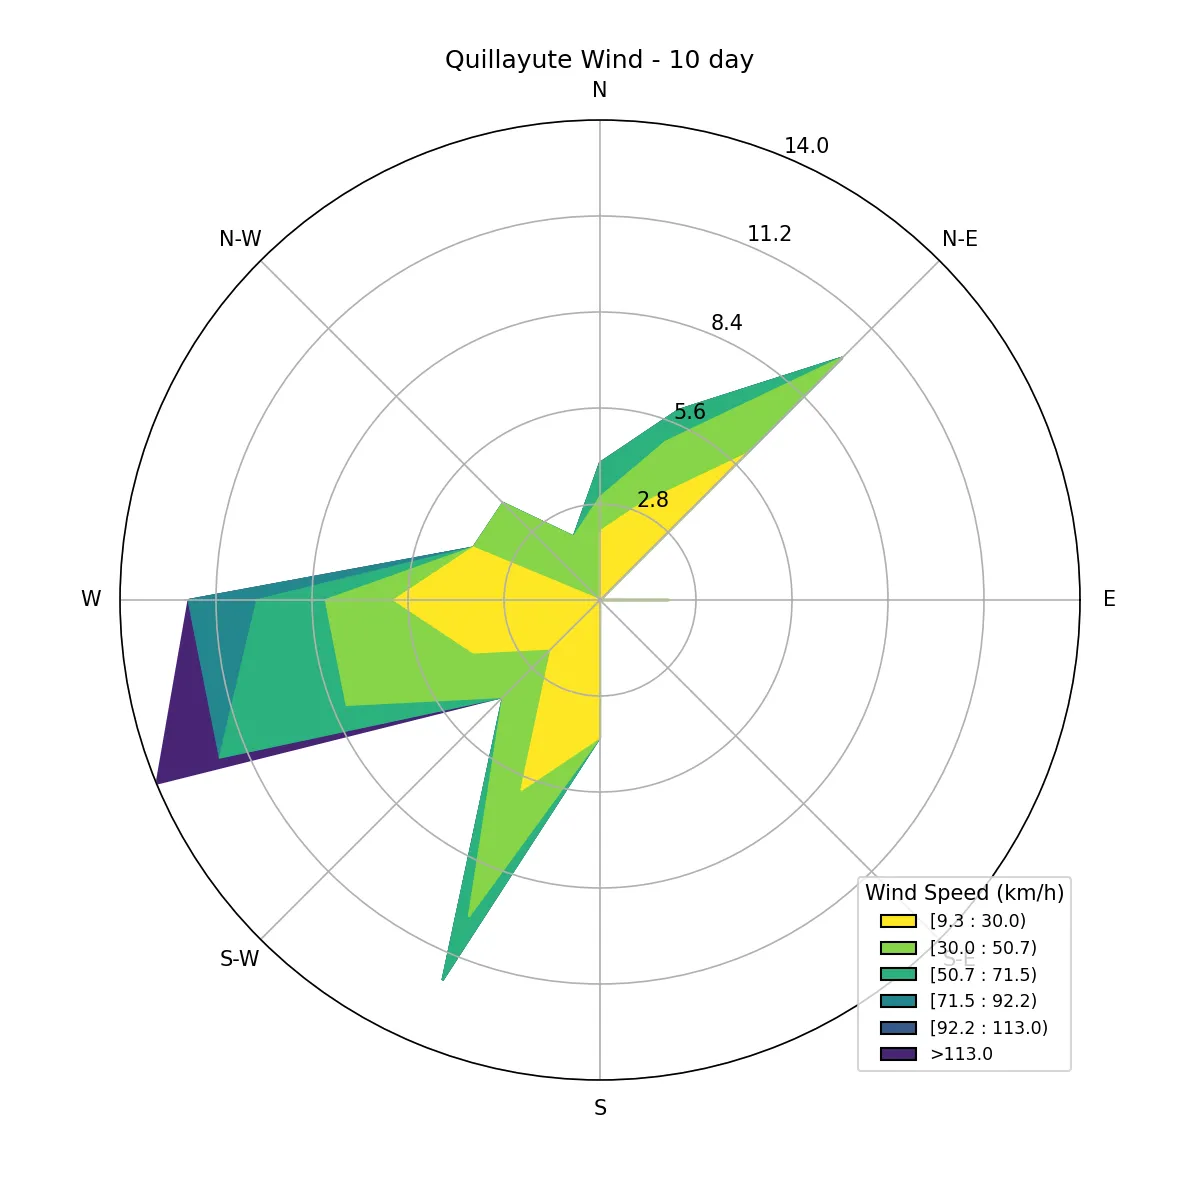 Quillayute Wind - 10 day
N
14.0
11.2
N-W
N-E
8.4
5.6
2.8
W
E
Wind Speed (km/h)
[9.3 : 30.0)
[30.0 : 50.7)
S-W
S-E
[50.7 : 71.5)
[71.5 : 92.2)
[92.2 : 113.0)
>113.0
S